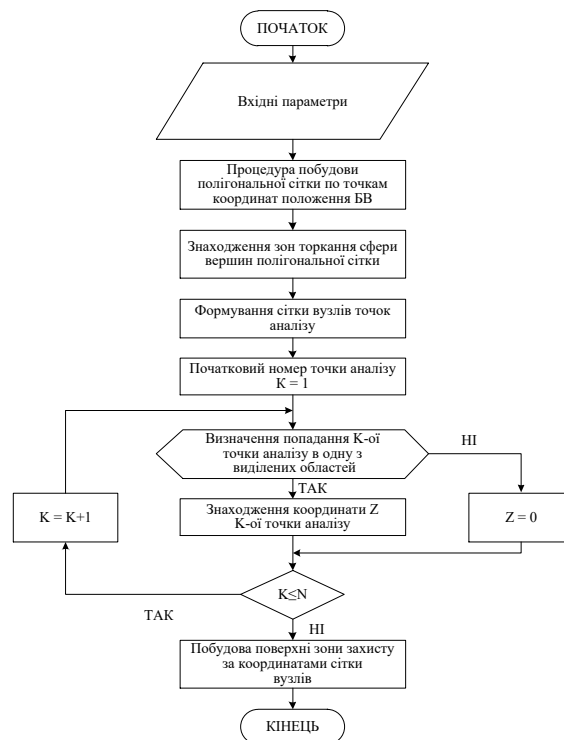 ПОЧАТОК
Вхідні параметри
Процедура побудови
полігональної сітки по точкам
координат положення БВ
Знаходження зон торкання сфери
вершин полігональної сітки
Формування сітки вузлів точок
аналізу
Початковий номер точки аналізу
К = 1
Визначення попадання К-ої
точки аналізу в одну з
виділених областей
НІ
ТАК
K = K+1
Знаходження координати Z
К-ої точки аналізу
Z = 0
K≤N
ТАК
НІ
Побудова поверхні зони захисту
за координатами сітки
вузлів
КІНЕЦЬ